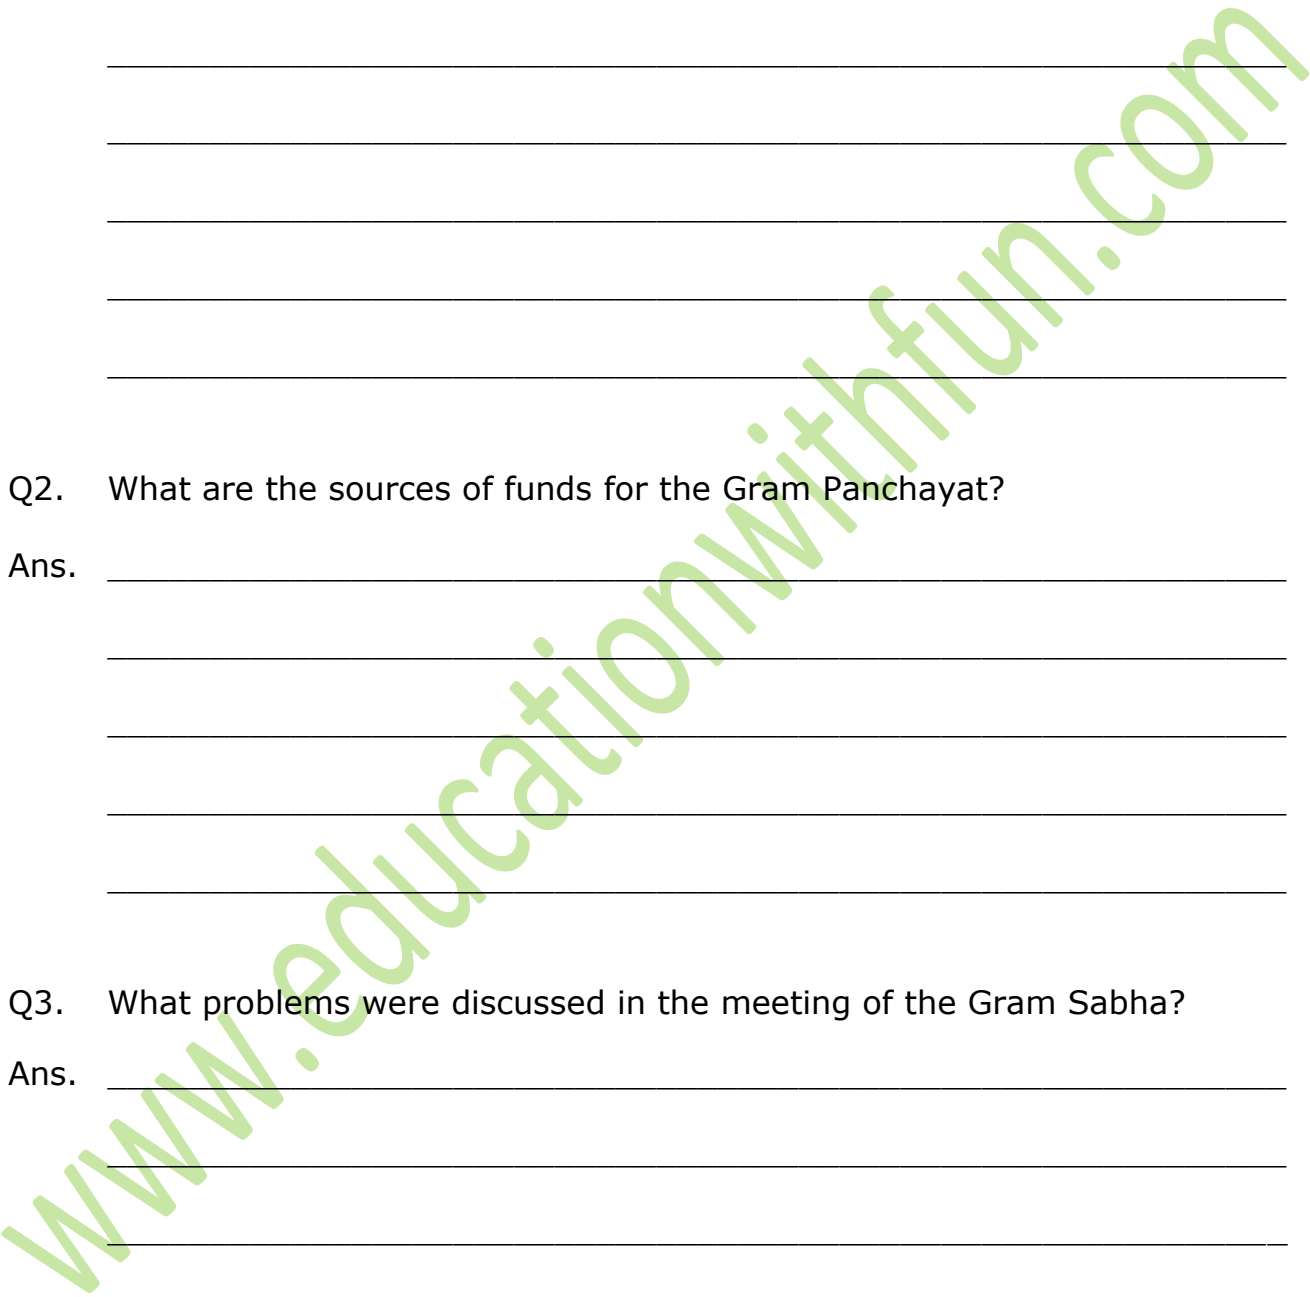 Q2. What are the sources of funds for the Gram Panchayat?
Ans.
Q3. What problems were discussed in the meeting of the Gram Sabha?
Ans.
www.educationwithfun.com